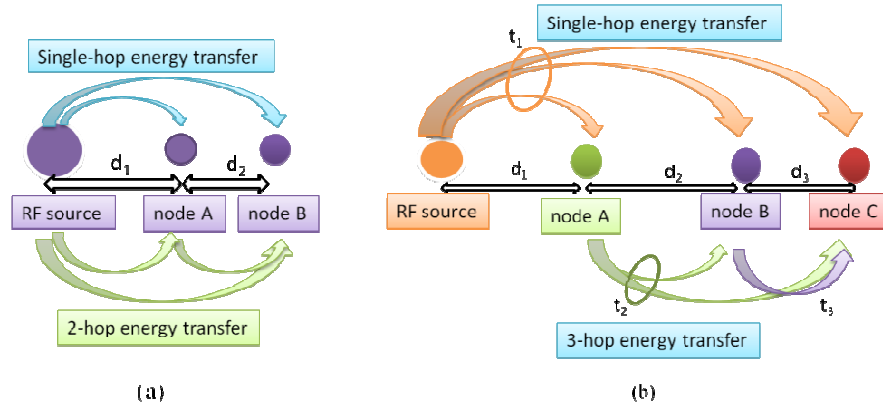 Single-hop energy transfer
d1
d2
RF source
node A
node B
2-hop energy transfer
(a)
Single-hop energy transfer
t1
d1
d2
d3
RF source
node A
node B
node C
t2
t3
3-hop energy transfer
(b)